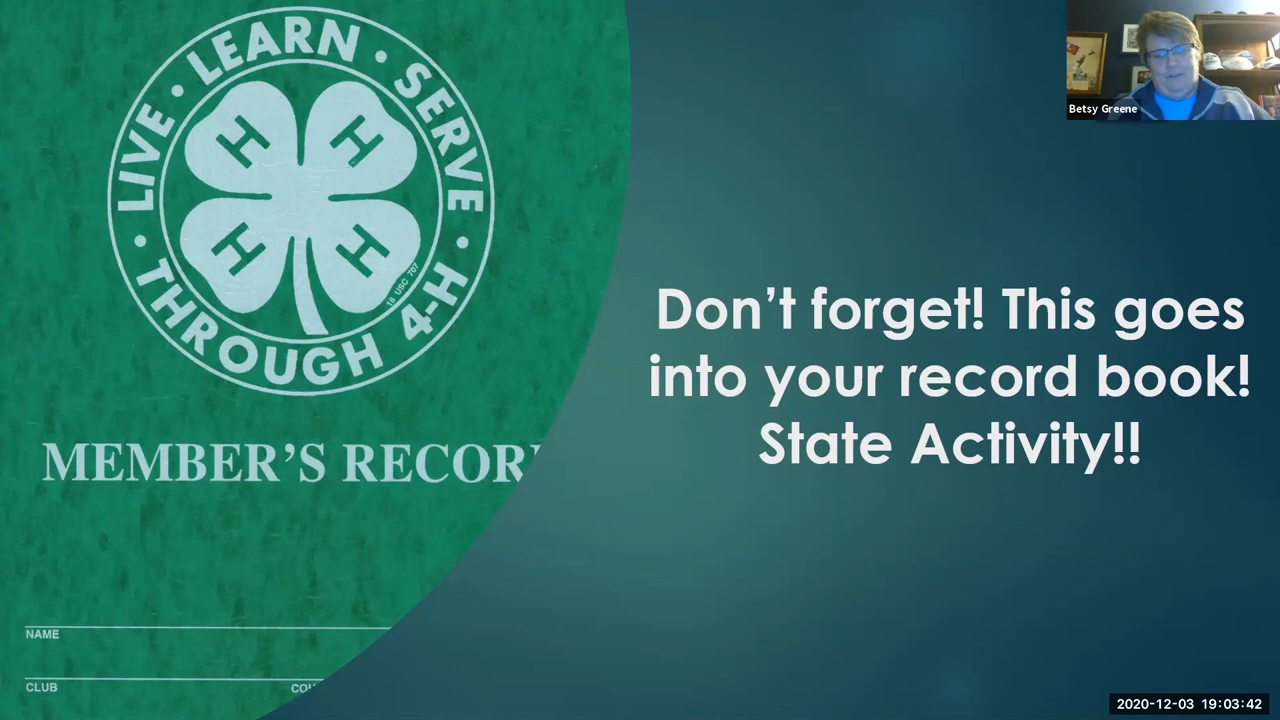 LIVE • LEARN • SERVE
• THROUGH 4-H •
H H
H H
18 USC 707
MEMBER'S RECOR
NAME
CLUB COU
Don't forget! This goes
into your record book!
State Activity!!
Betsy Greene
2020-12-03 19:03:42